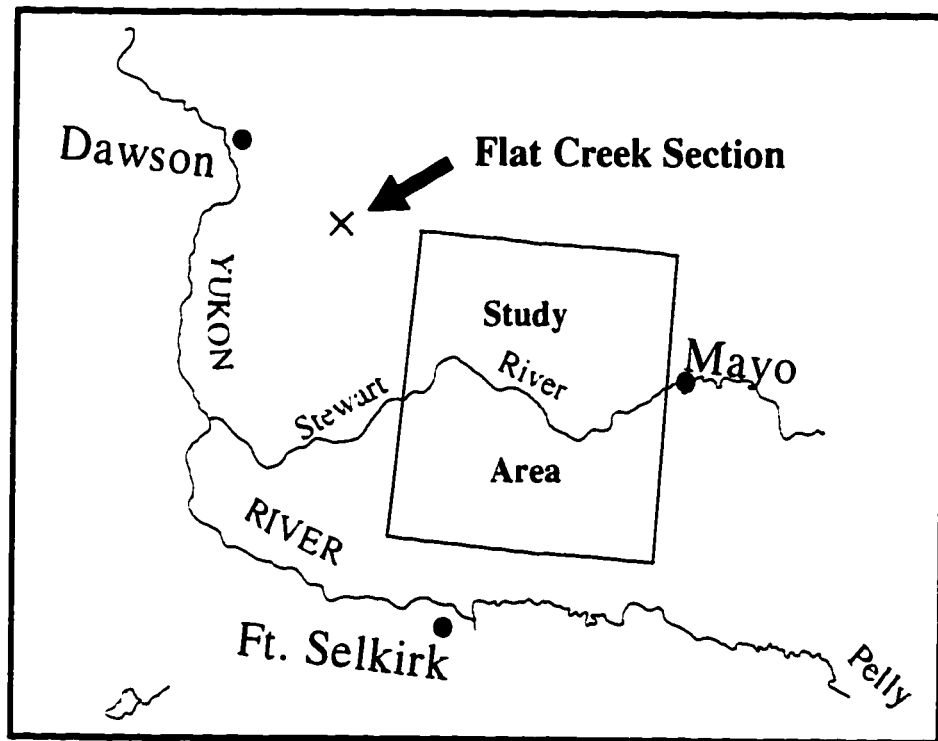 Dawson
Flat Creek Section
YUKON
Study
River
Mayo
Stewart
Area
RIVER
Ft. Selkirk
Pelly